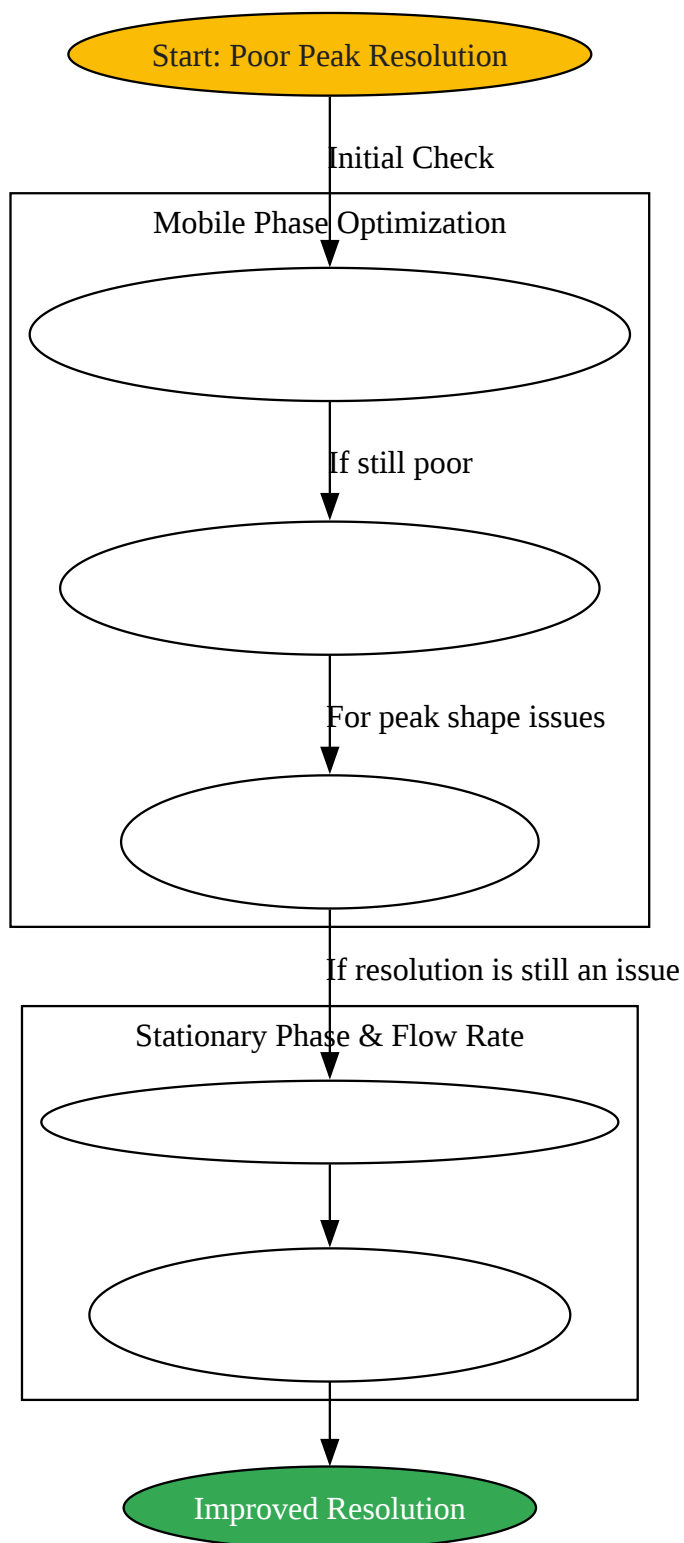 Start: Poor Peak Resolution
Initial Check
Mobile Phase Optimization
If still poor
For peak shape issues
If resolution is still an issue
Stationary Phase & Flow Rate
Improved Resolution